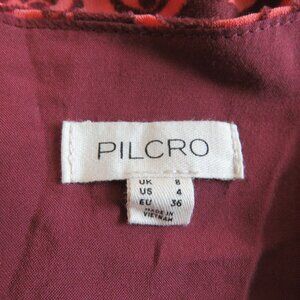 PILCRO
UK 8
US 4
EU 36
MADE IN
VIETNAM